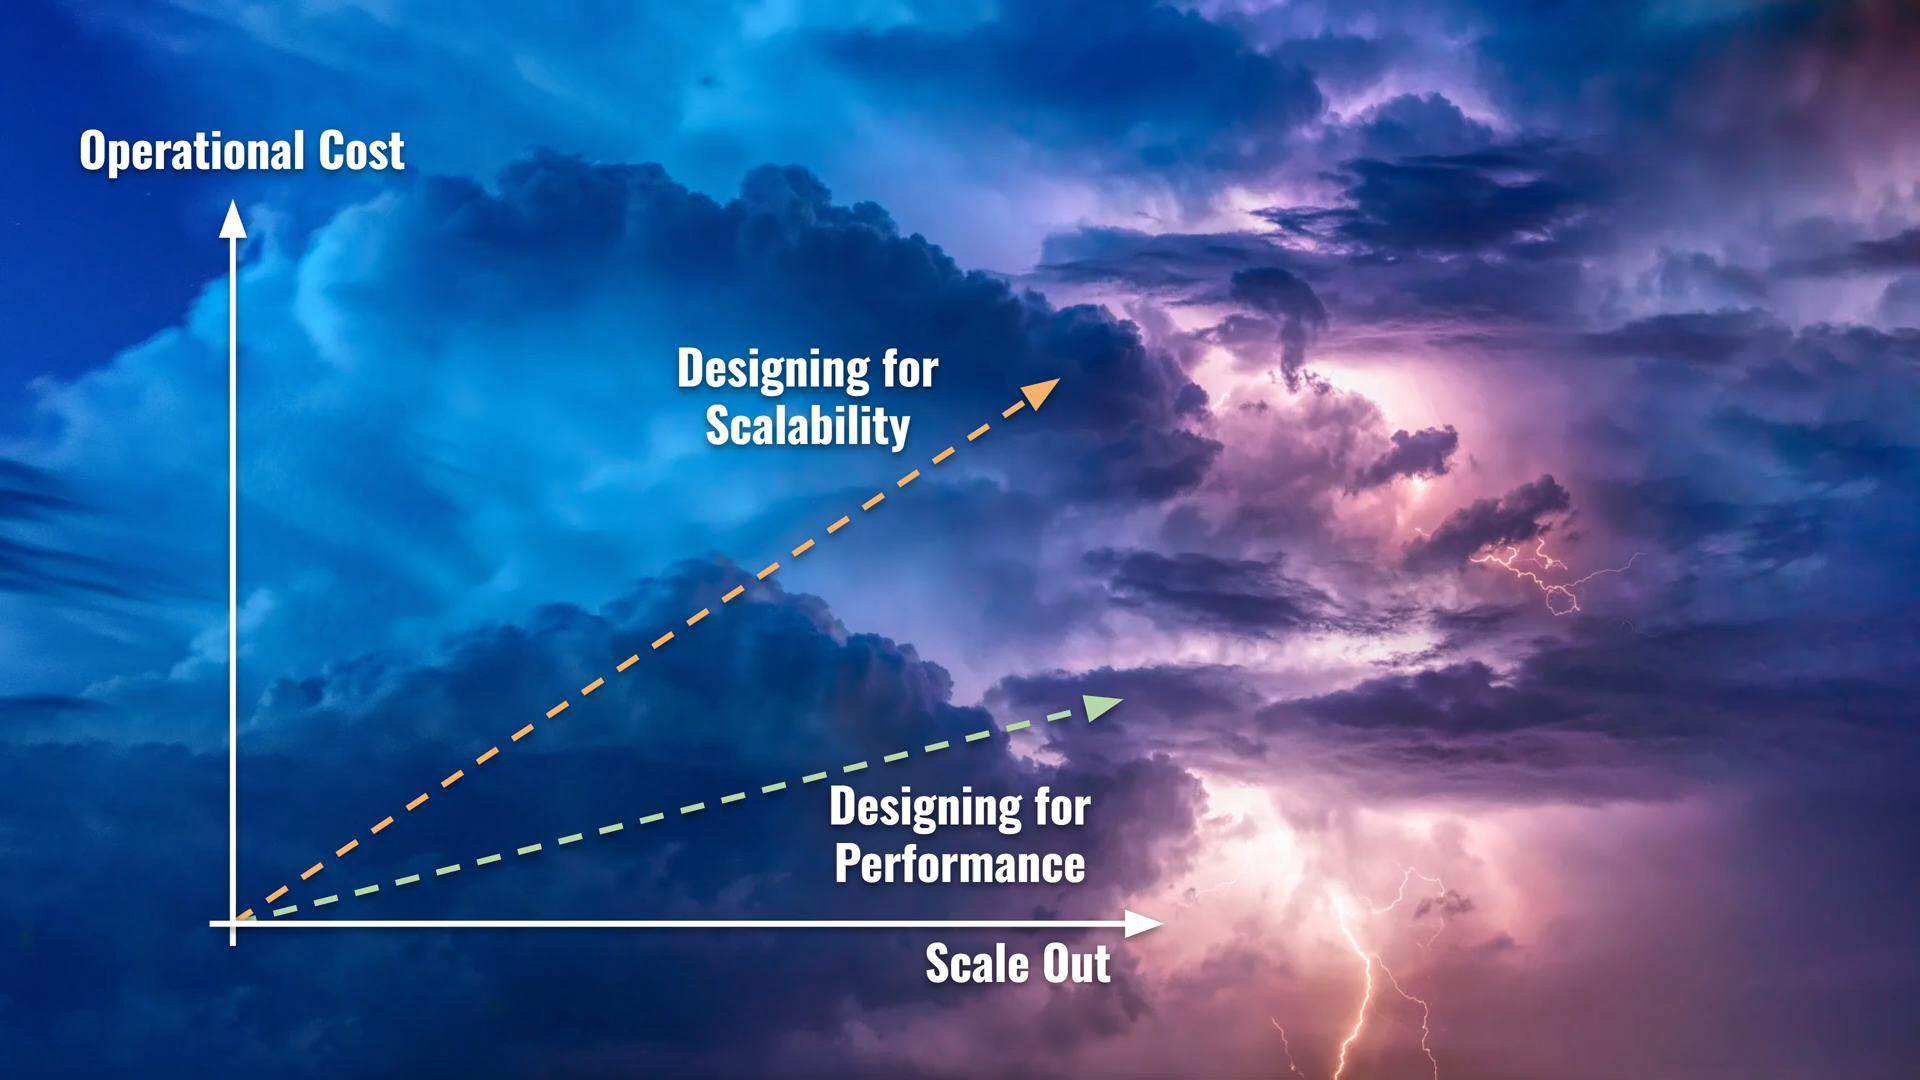 Operational Cost
Designing for
Scalability
Designing for
Performance
Scale Out